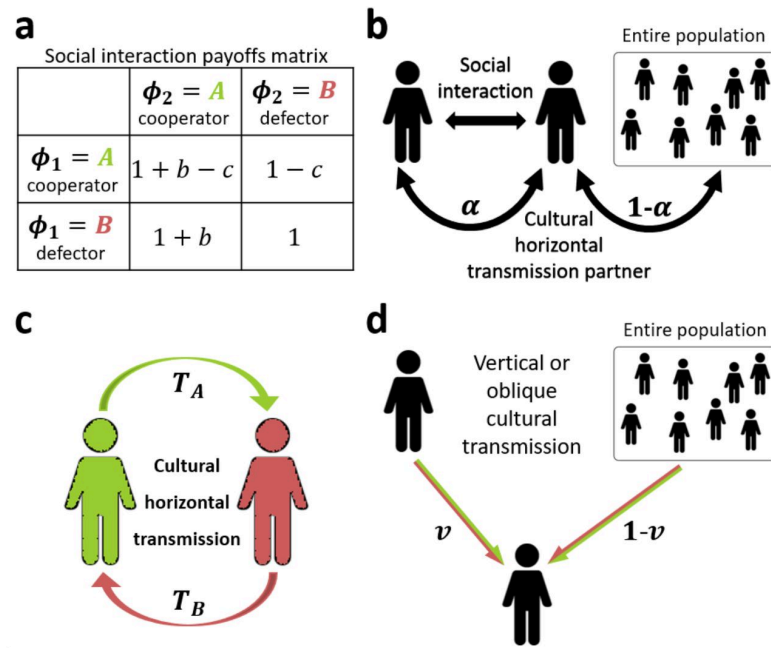 a
Social interaction payoffs matrix
ϕ₂ = A
cooperator
ϕ₂ = B
defector
ϕ₁ = A
cooperator
1 + b − c
1 − c
ϕ₁ = B
defector
1 + b
1
b
Entire population
Social
interaction
α
1-α
Cultural
horizontal
transmission partner
c
T_A
Cultural
horizontal
transmission
T_B
d
Entire population
Vertical or
oblique
cultural
transmission
v
1-v